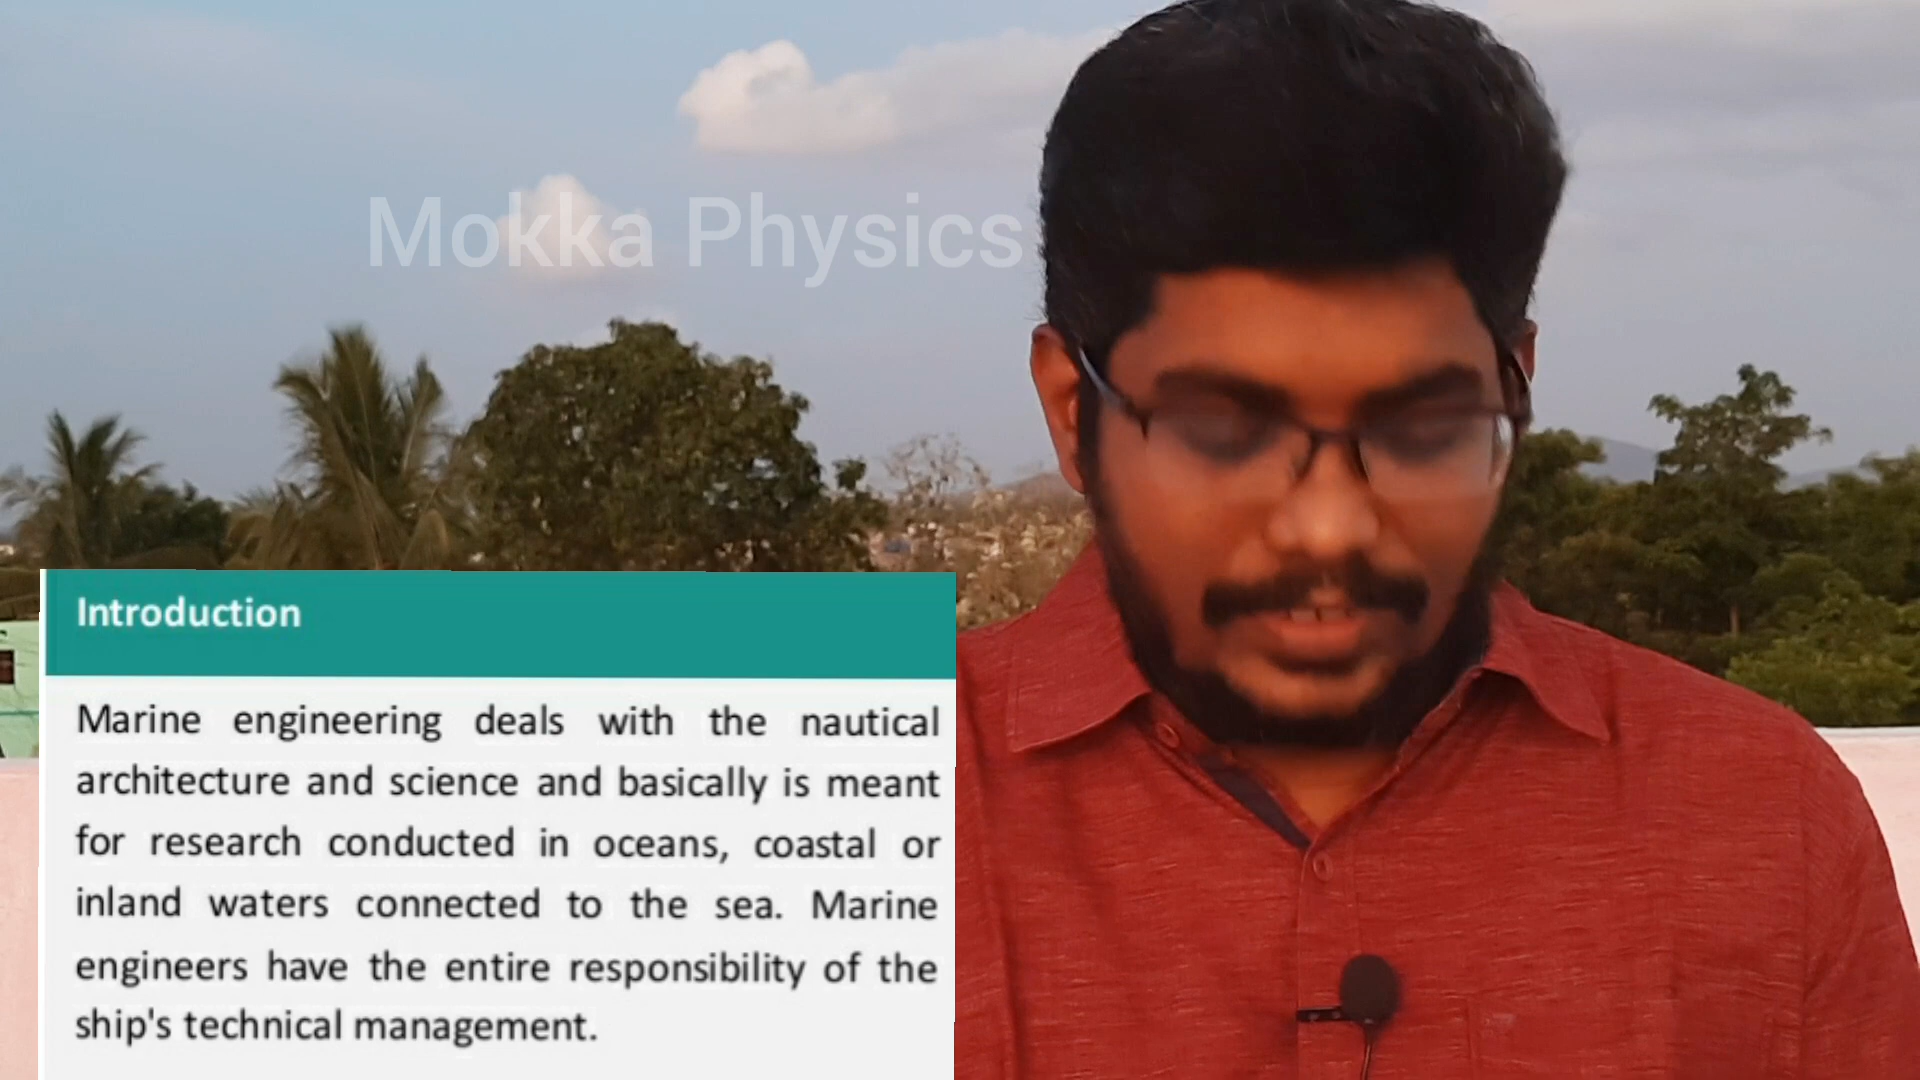 Mokka Physics
Introduction
Marine engineering deals with the nautical
architecture and science and basically is meant
for research conducted in oceans, coastal or
inland waters connected to the sea. Marine
engineers have the entire responsibility of the
ship's technical management.